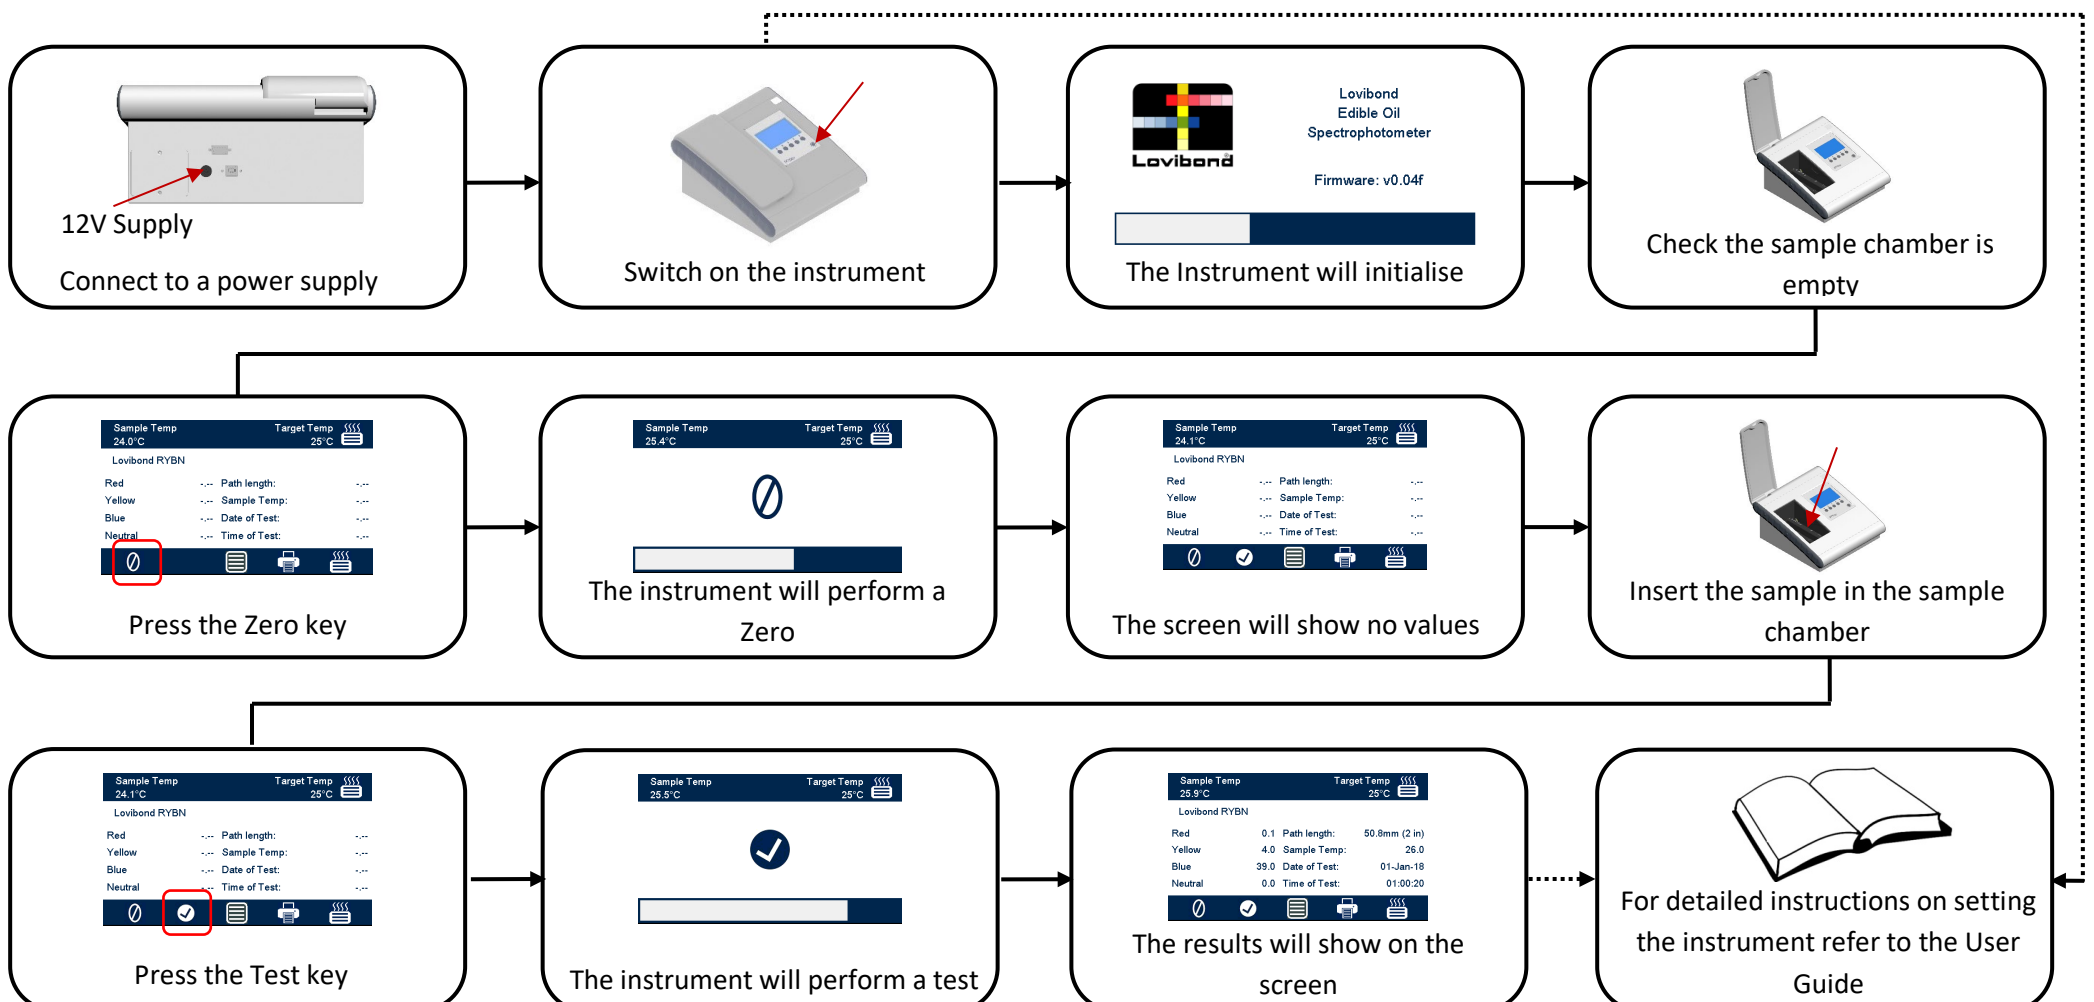 12V Supply
Connect to a power supply
Switch on the instrument
Lovibond
Lovibond
Edible Oil
Spectrophotometer
Firmware: v0.04f
The Instrument will initialise
Check the sample chamber is
empty
Sample Temp Target Temp
24.0°C 25°C
Lovibond RYBN
Red -.-- Path length: -.--
Yellow -.-- Sample Temp: -.--
Blue -.-- Date of Test: -.--
Neutral -.-- Time of Test: -.--
Press the Zero key
Sample Temp Target Temp
25.4°C 25°C
The instrument will perform a
Zero
Sample Temp Target Temp
24.1°C 25°C
Lovibond RYBN
Red -.-- Path length: -.--
Yellow -.-- Sample Temp: -.--
Blue -.-- Date of Test: -.--
Neutral -.-- Time of Test: -.--
The screen will show no values
Insert the sample in the sample
chamber
Sample Temp Target Temp
24.1°C 25°C
Lovibond RYBN
Red -.-- Path length: -.--
Yellow -.-- Sample Temp: -.--
Blue -.-- Date of Test: -.--
Neutral -.-- Time of Test: -.--
Press the Test key
Sample Temp Target Temp
25.5°C 25°C
The instrument will perform a test
Sample Temp Target Temp
25.9°C 25°C
Lovibond RYBN
Red 0.1 Path length: 50.8mm (2 in)
Yellow 4.0 Sample Temp: 26.0
Blue 39.0 Date of Test: 01-Jan-18
Neutral 0.0 Time of Test: 01:00:20
The results will show on the
screen
For detailed instructions on setting
the instrument refer to the User
Guide